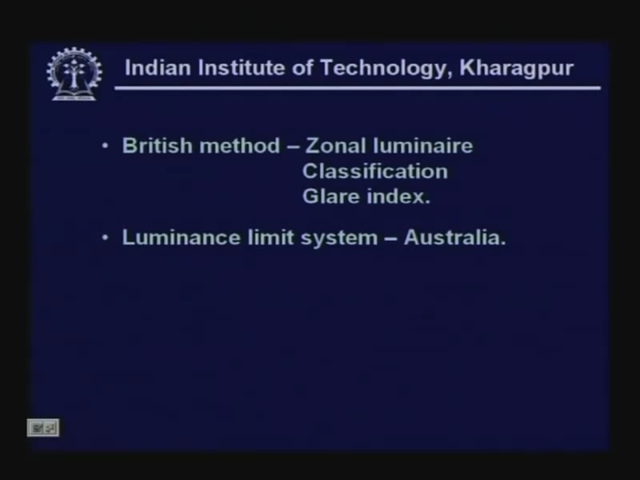 Indian Institute of Technology, Kharagpur
• British method – Zonal luminaire
Classification
Glare index.
• Luminance limit system – Australia.